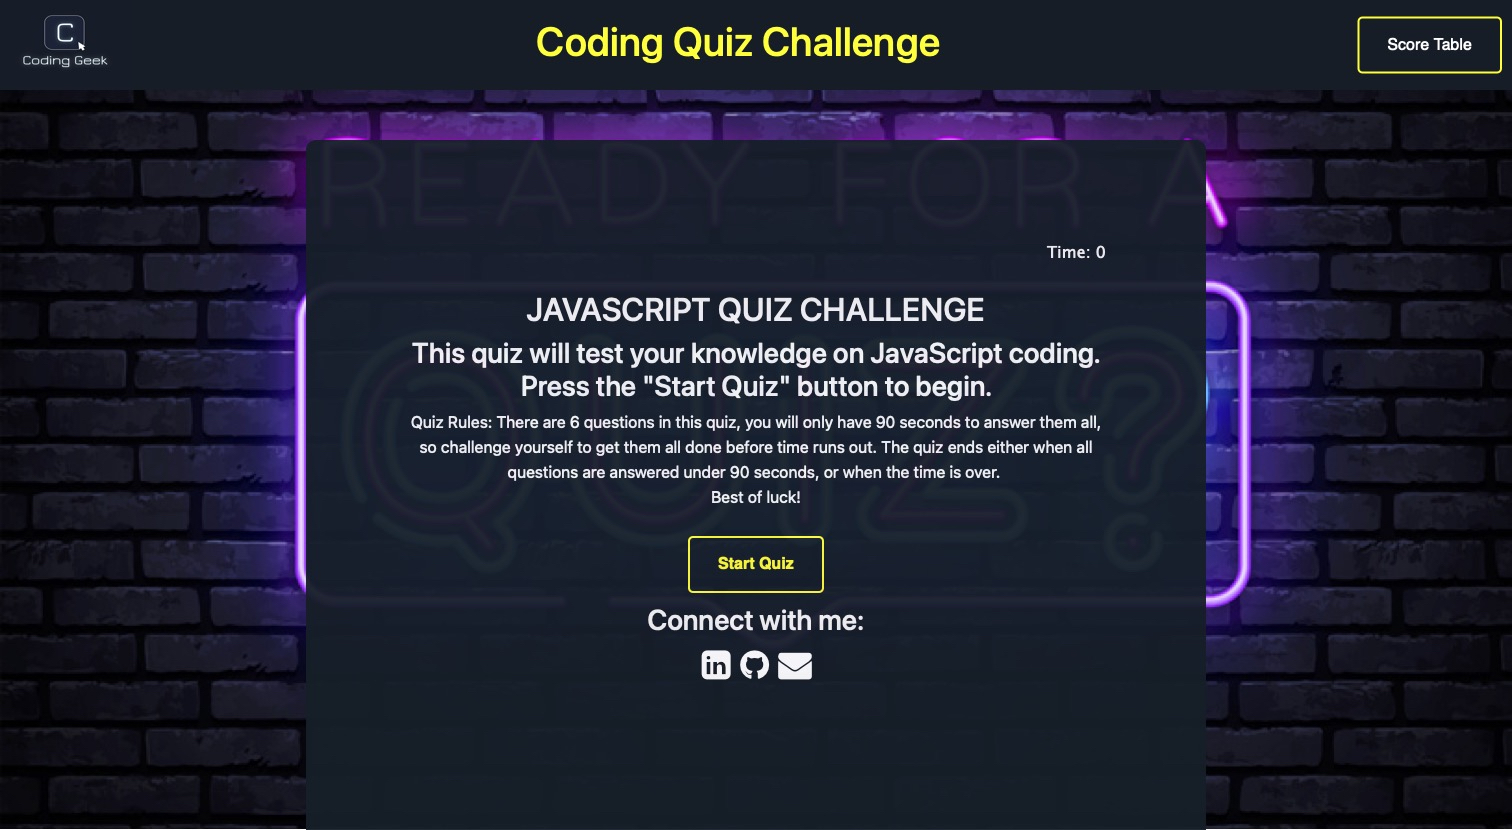 C
Coding Geek
Coding Quiz Challenge
Score Table
READY FOR A
Time: 0
JAVASCRIPT QUIZ CHALLENGE
This quiz will test your knowledge on JavaScript coding.
Press the "Start Quiz" button to begin.
Quiz Rules: There are 6 questions in this quiz, you will only have 90 seconds to answer them all,
so challenge yourself to get them all done before time runs out. The quiz ends either when all
questions are answered under 90 seconds, or when the time is over.
Best of luck!
QUIZ?
Start Quiz
Connect with me:
in